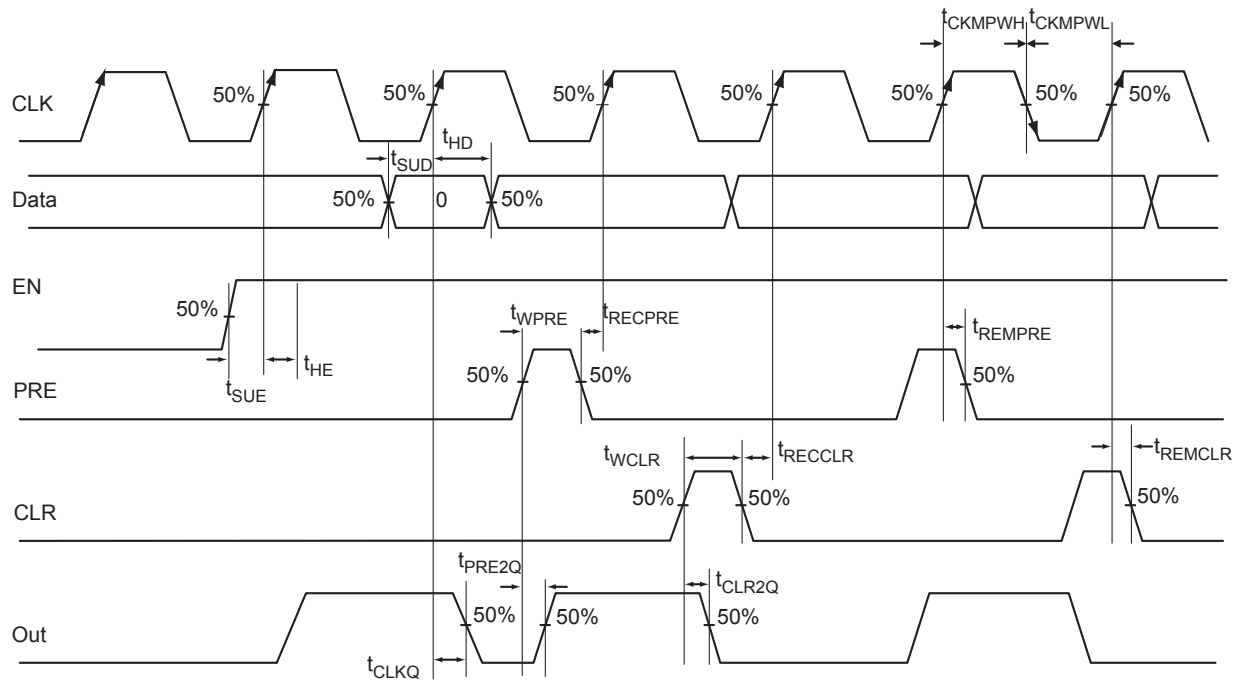 tCKMPWH tCKMPWL
CLK
50% 50% 50% 50% 50% 50% 50%
tHD
tSUD
Data
50% 0 50%
EN
50%
tWPRE tRECPRE tREMPRE
tHE
tSUE
PRE
50% 50% 50%
tWCLR tRECCLR tREMCLR
CLR
50% 50% 50%
tPRE2Q tCLR2Q
Out
50% 50% 50%
tCLKQ